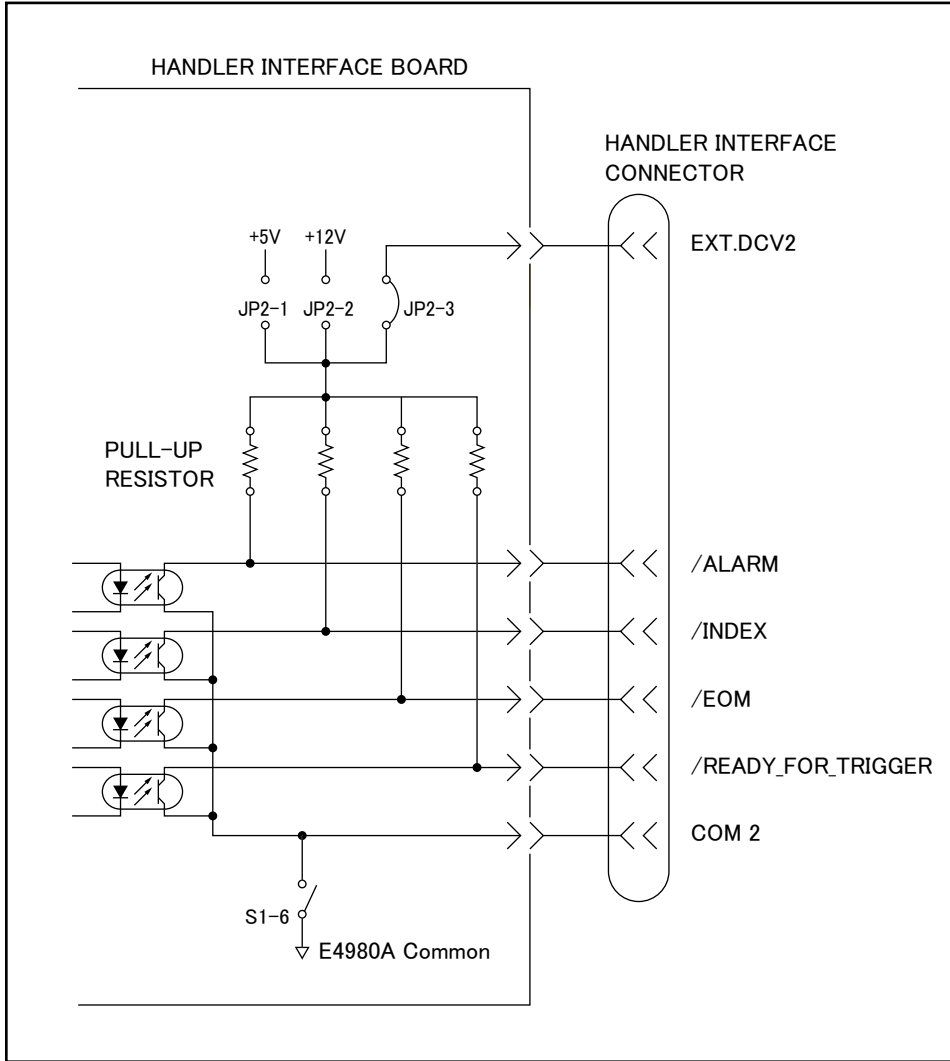 HANDLER INTERFACE BOARD
HANDLER INTERFACE
CONNECTOR
+5V
+12V
EXT.DCV2
JP2-1
JP2-2
JP2-3
PULL-UP
RESISTOR
/ALARM
/INDEX
/EOM
/READY_FOR_TRIGGER
COM 2
S1-6
E4980A Common